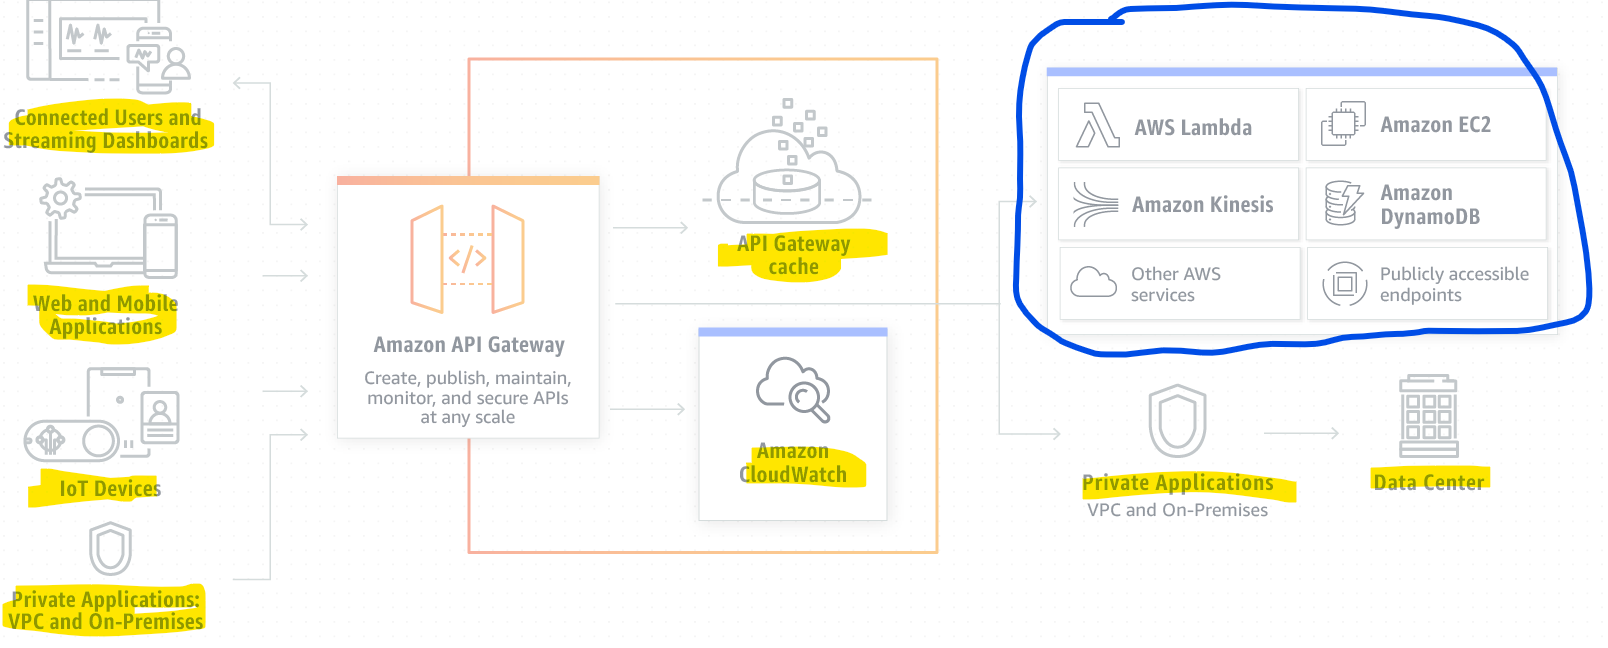 Connected Users and
Streaming Dashboards
Web and Mobile
Applications
IoT Devices
Private Applications:
VPC and On-Premises
</>
Amazon API Gateway
Create, publish, maintain,
monitor, and secure APIs
at any scale
API Gateway
cache
Amazon
CloudWatch
AWS Lambda
Amazon EC2
Amazon Kinesis
Amazon
DynamoDB
Other AWS
services
Publicly accessible
endpoints
Private Applications
VPC and On-Premises
Data Center